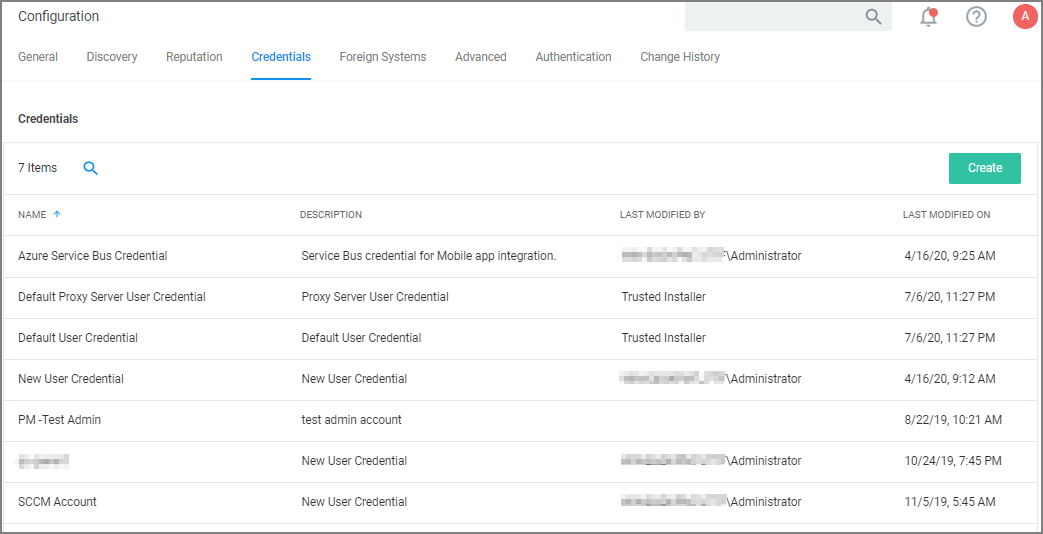 Configuration
A
General Discovery Reputation Credentials Foreign Systems Advanced Authentication Change History
Credentials
7 Items Create
NAME DESCRIPTION LAST MODIFIED BY LAST MODIFIED ON
Azure Service Bus Credential Service Bus credential for Mobile app integration. \Administrator 4/16/20, 9:25 AM
Default Proxy Server User Credential Proxy Server User Credential Trusted Installer 7/6/20, 11:27 PM
Default User Credential Default User Credential Trusted Installer 7/6/20, 11:27 PM
New User Credential New User Credential \Administrator 4/16/20, 9:12 AM
PM -Test Admin test admin account 8/22/19, 10:21 AM
New User Credential \Administrator 10/24/19, 7:45 PM
SCCM Account New User Credential \Administrator 11/5/19, 5:45 AM